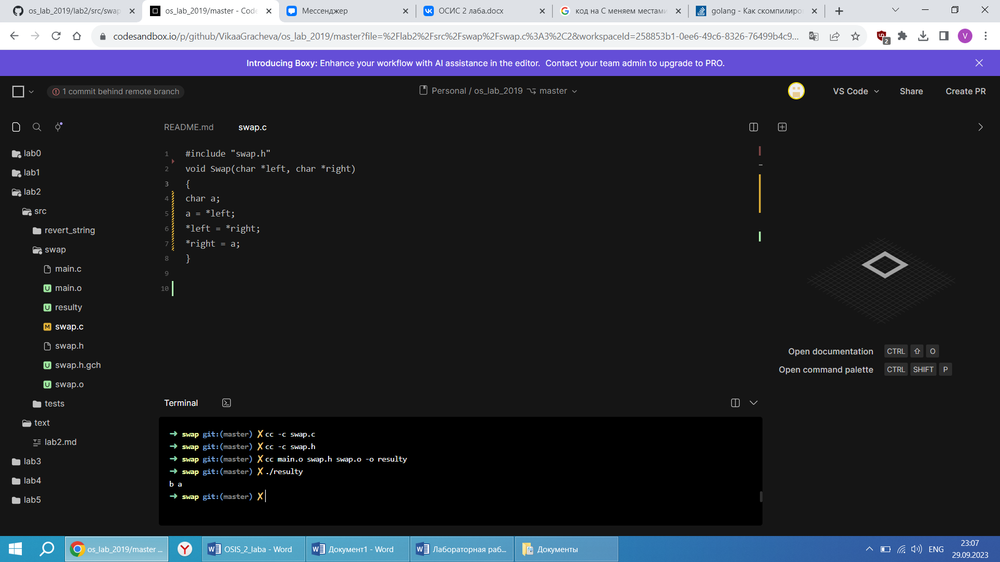 os_lab_2019/lab2/src/swap
os_lab_2019/master - Code
Мессенджер
ОСИС 2 лаба.docx
код на С меняем местами
golang - Как скомпилиро
codesandbox.io/p/github/VikaaGracheva/os_lab_2019/master?file=%2Flab2%2Fsrc%2Fswap%2Fswap.c%3A3%2C2&workspaceId=258853b1-0ee6-49c6-8326-76499b4c9...
2
V
Introducing Boxy: Enhance your workflow with AI assistance in the editor. Contact your team admin to upgrade to PRO.
1 commit behind remote branch
Personal / os_lab_2019 master
VS Code
Share
Create PR
README.md
swap.c
lab0
lab1
lab2
src
revert_string
swap
main.c
U main.o
U resulty
M swap.c
swap.h
U swap.h.gch
U swap.o
tests
text
lab2.md
lab3
lab4
lab5
1 #include "swap.h"
2 void Swap(char *left, char *right)
3 {
4 char a;
5 a = *left;
6 *left = *right;
7 *right = a;
8 }
9
10
Open documentation CTRL ⇧ O
Open command palette CTRL SHIFT P
Terminal
→ swap git:(master) ✗ cc -c swap.c
→ swap git:(master) ✗ cc -c swap.h
→ swap git:(master) ✗ cc main.o swap.h swap.o -o resulty
→ swap git:(master) ✗ ./resulty
b a
→ swap git:(master) ✗
os_lab_2019/master ...
OSIS_2_laba - Word
Документ1 - Word
Лабораторная раб...
Документы
ENG
23:07
29.09.2023